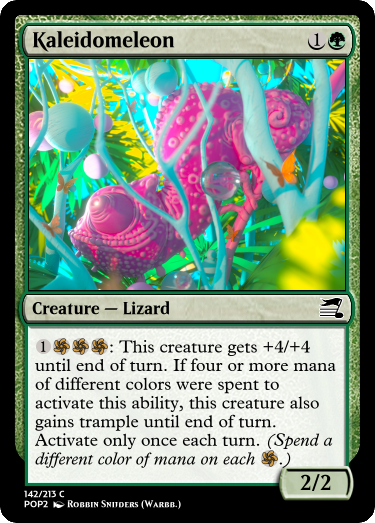 Kaleidomeleon 1
Creature — Lizard
1: This creature gets +4/+4
until end of turn. If four or more mana
of different colors were spent to
activate this ability, this creature also
gains trample until end of turn.
Activate only once each turn. (Spend a
different color of mana on each .)
2/2
142/213 C
POP2 Robbin Snijders (Warbb.)